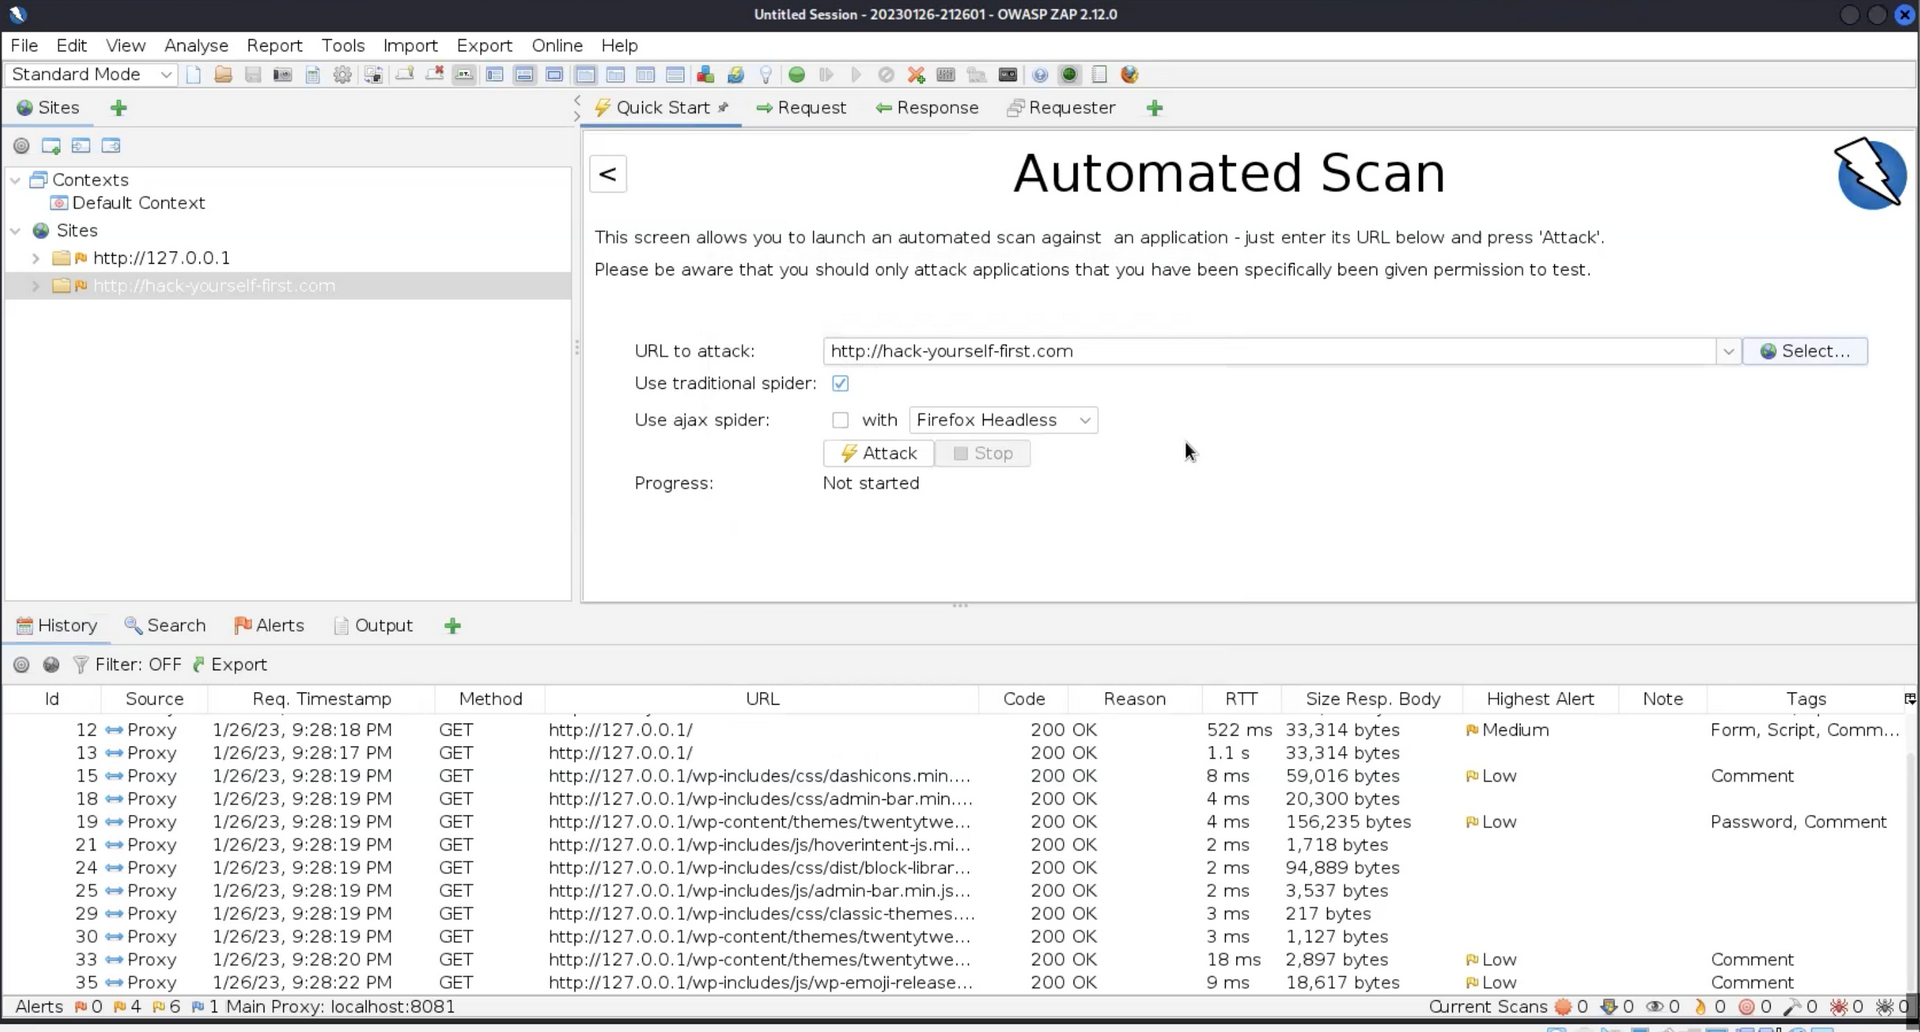 Untitled Session - 20230126-212601 - OWASP ZAP 2.12.0
File Edit View Analyse Report Tools Import Export Online Help
Standard Mode
Sites
Quick Start Request Response Requester
< Automated Scan
Contexts
Default Context
Sites
http://127.0.0.1
http://hack-yourself-first.com
This screen allows you to launch an automated scan against an application - just enter its URL below and press 'Attack'.
Please be aware that you should only attack applications that you have been specifically been given permission to test.
URL to attack: http://hack-yourself-first.com Select...
Use traditional spider:
Use ajax spider: with Firefox Headless
Attack Stop
Progress: Not started
History Search Alerts Output
Filter: OFF Export
Id Source Req. Timestamp Method URL Code Reason RTT Size Resp. Body Highest Alert Note Tags
12 Proxy 1/26/23, 9:28:18 PM GET http://127.0.0.1/ 200 OK 522 ms 33,314 bytes Medium Form, Script, Comm...
13 Proxy 1/26/23, 9:28:17 PM GET http://127.0.0.1/ 200 OK 1.1 s 33,314 bytes
15 Proxy 1/26/23, 9:28:19 PM GET http://127.0.0.1/wp-includes/css/dashicons.min.... 200 OK 8 ms 59,016 bytes Low Comment
18 Proxy 1/26/23, 9:28:19 PM GET http://127.0.0.1/wp-includes/css/admin-bar.min.... 200 OK 4 ms 20,300 bytes
19 Proxy 1/26/23, 9:28:19 PM GET http://127.0.0.1/wp-content/themes/twentytwe... 200 OK 4 ms 156,235 bytes Low Password, Comment
21 Proxy 1/26/23, 9:28:19 PM GET http://127.0.0.1/wp-includes/js/hoverintent-js.mi... 200 OK 2 ms 1,718 bytes
24 Proxy 1/26/23, 9:28:19 PM GET http://127.0.0.1/wp-includes/css/dist/block-librar... 200 OK 2 ms 94,889 bytes
25 Proxy 1/26/23, 9:28:19 PM GET http://127.0.0.1/wp-includes/js/admin-bar.min.js... 200 OK 2 ms 3,537 bytes
29 Proxy 1/26/23, 9:28:19 PM GET http://127.0.0.1/wp-includes/css/classic-themes.... 200 OK 3 ms 217 bytes
30 Proxy 1/26/23, 9:28:19 PM GET http://127.0.0.1/wp-content/themes/twentytwe... 200 OK 3 ms 1,127 bytes
33 Proxy 1/26/23, 9:28:20 PM GET http://127.0.0.1/wp-content/themes/twentytwe... 200 OK 18 ms 2,897 bytes Low Comment
35 Proxy 1/26/23, 9:28:22 PM GET http://127.0.0.1/wp-includes/js/wp-emoji-release... 200 OK 9 ms 18,617 bytes Low Comment
Alerts 0 4 6 1 Main Proxy: localhost:8081 Current Scans 0 0 0 0 0 0 0 0